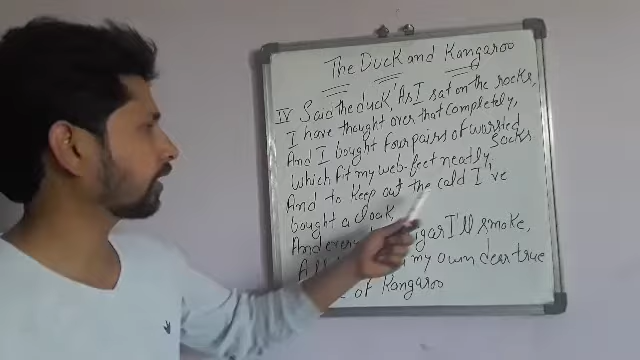 The Duck and Kangaroo
IV Said the duck, 'As I sat on the rocks,
I have thought over that completely,
And I bought four pairs of worsted
socks
Which fit my web-feet neatly,
And to keep out the cold I've
bought a cloak,
And every cigar I'll smoke,
All my own dear true
of Kangaroo